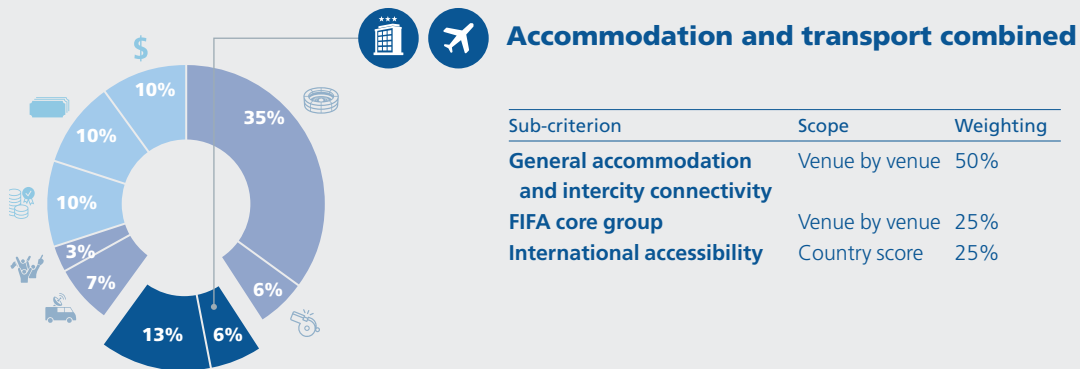 Accommodation and transport combined
$
10%
35%
10%
10%
3%
7%
6%
13%
6%
Sub-criterion Scope Weighting
General accommodation Venue by venue 50%
and intercity connectivity
FIFA core group Venue by venue 25%
International accessibility Country score 25%